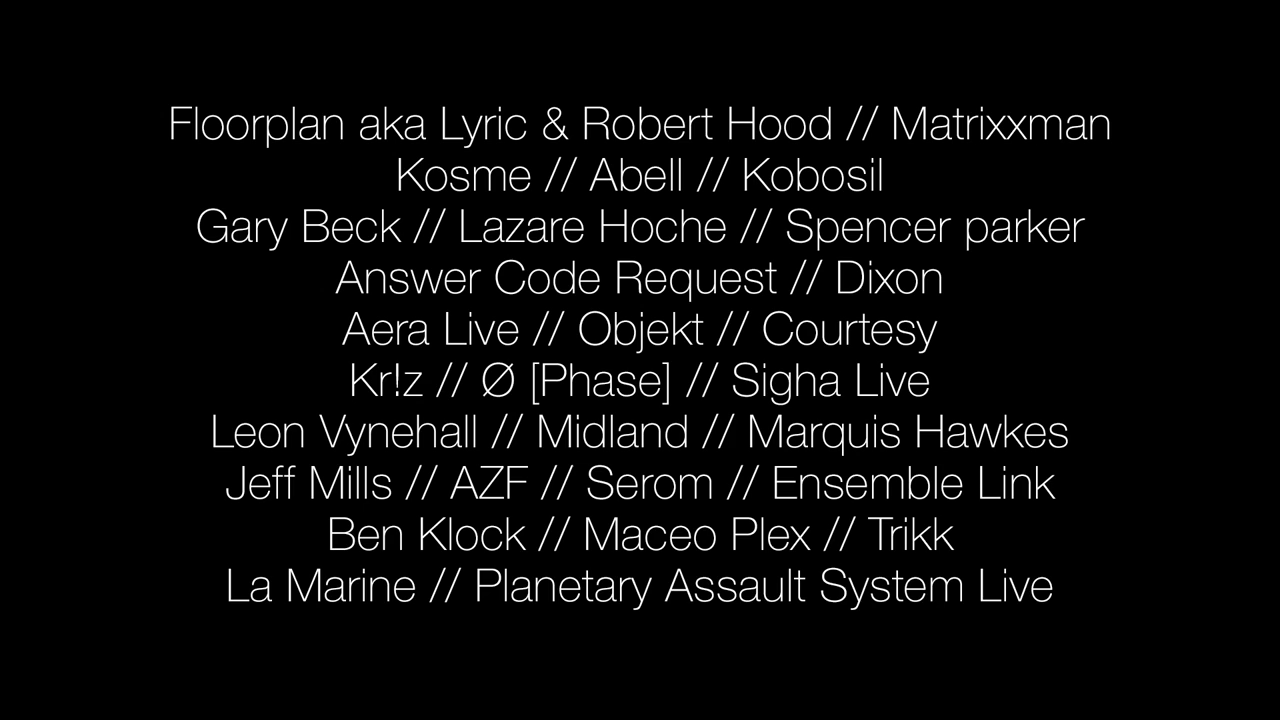 Floorplan aka Lyric & Robert Hood // Matrixxman
Kosme // Abell // Kobosil
Gary Beck // Lazare Hoche // Spencer parker
Answer Code Request // Dixon
Aera Live // Objekt // Courtesy
Kr!z // Ø [Phase] // Sigha Live
Leon Vynehall // Midland // Marquis Hawkes
Jeff Mills // AZF // Serom // Ensemble Link
Ben Klock // Maceo Plex // Trikk
La Marine // Planetary Assault System Live